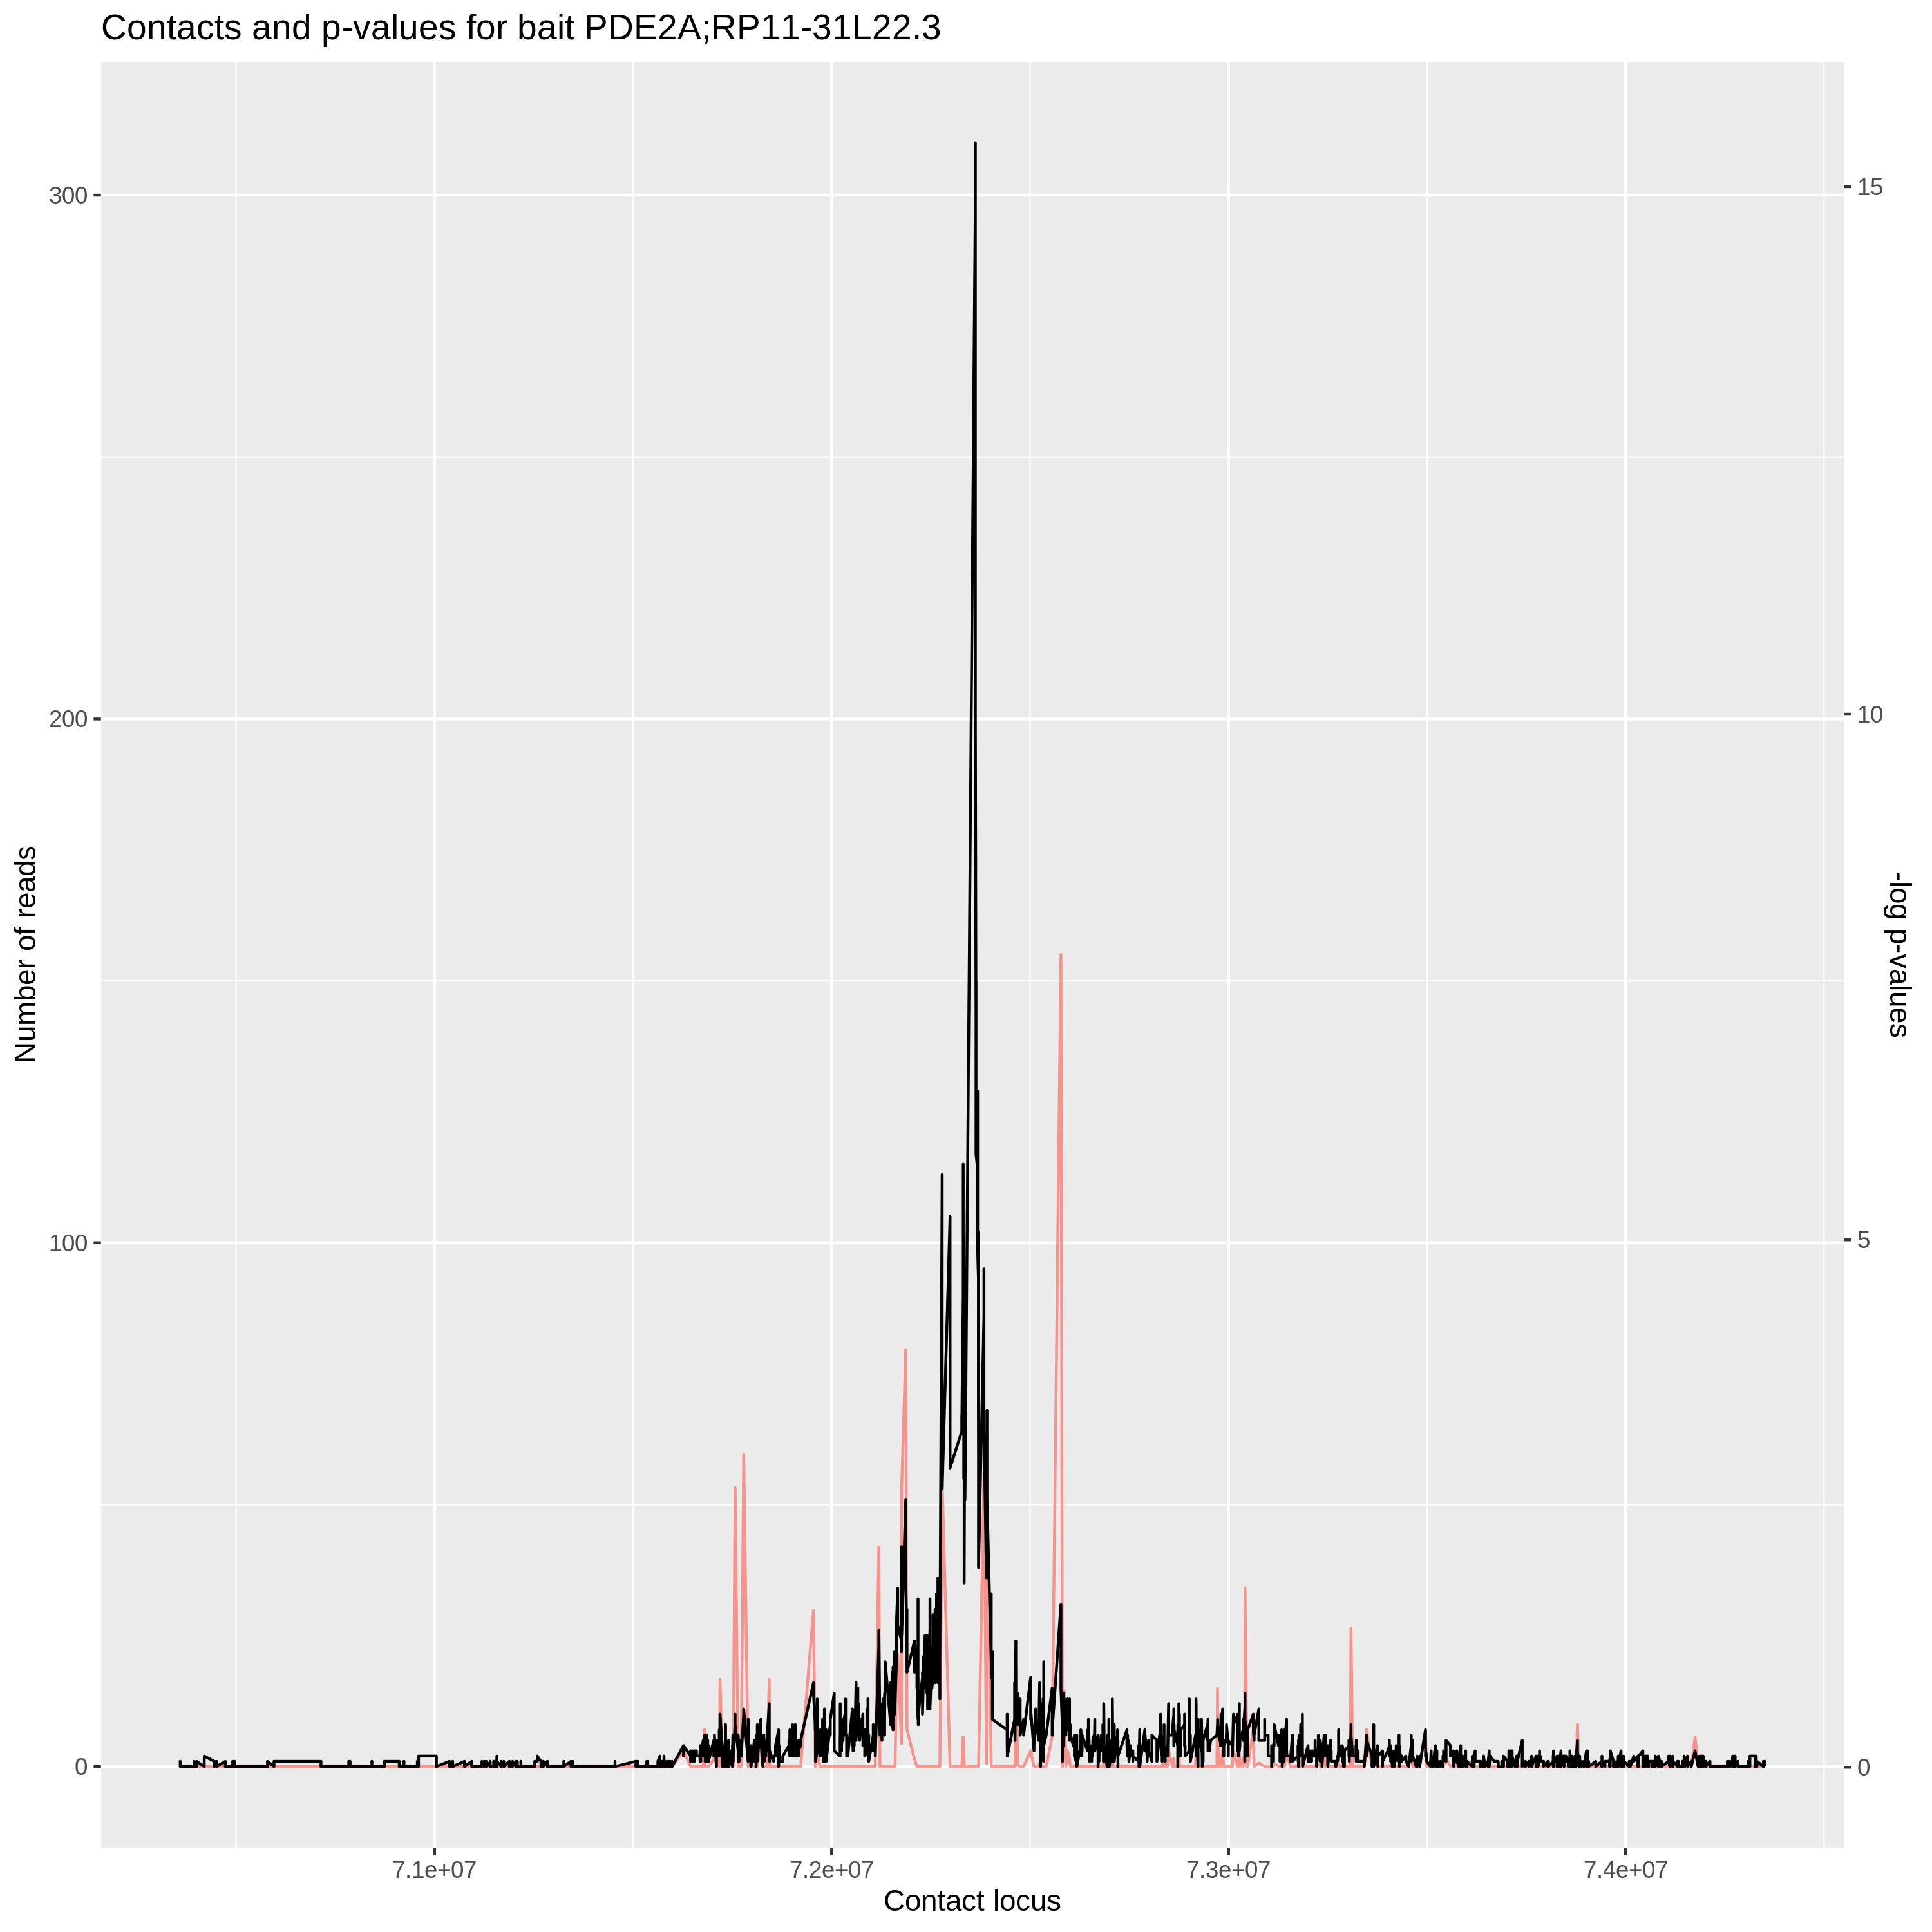 Contacts and p-values for bait PDE2A;RP11-31L22.3
300
200
100
0
Number of reads
15
10
5
0
-log p-values
7.1e+07
7.2e+07
7.3e+07
7.4e+07
Contact locus